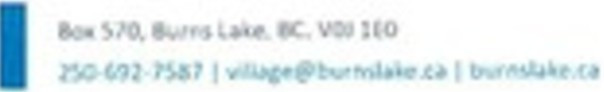 Box 570, Burns Lake, BC, V0J 1E0
250-692-7587 | village@burnslake.ca | burnslake.ca